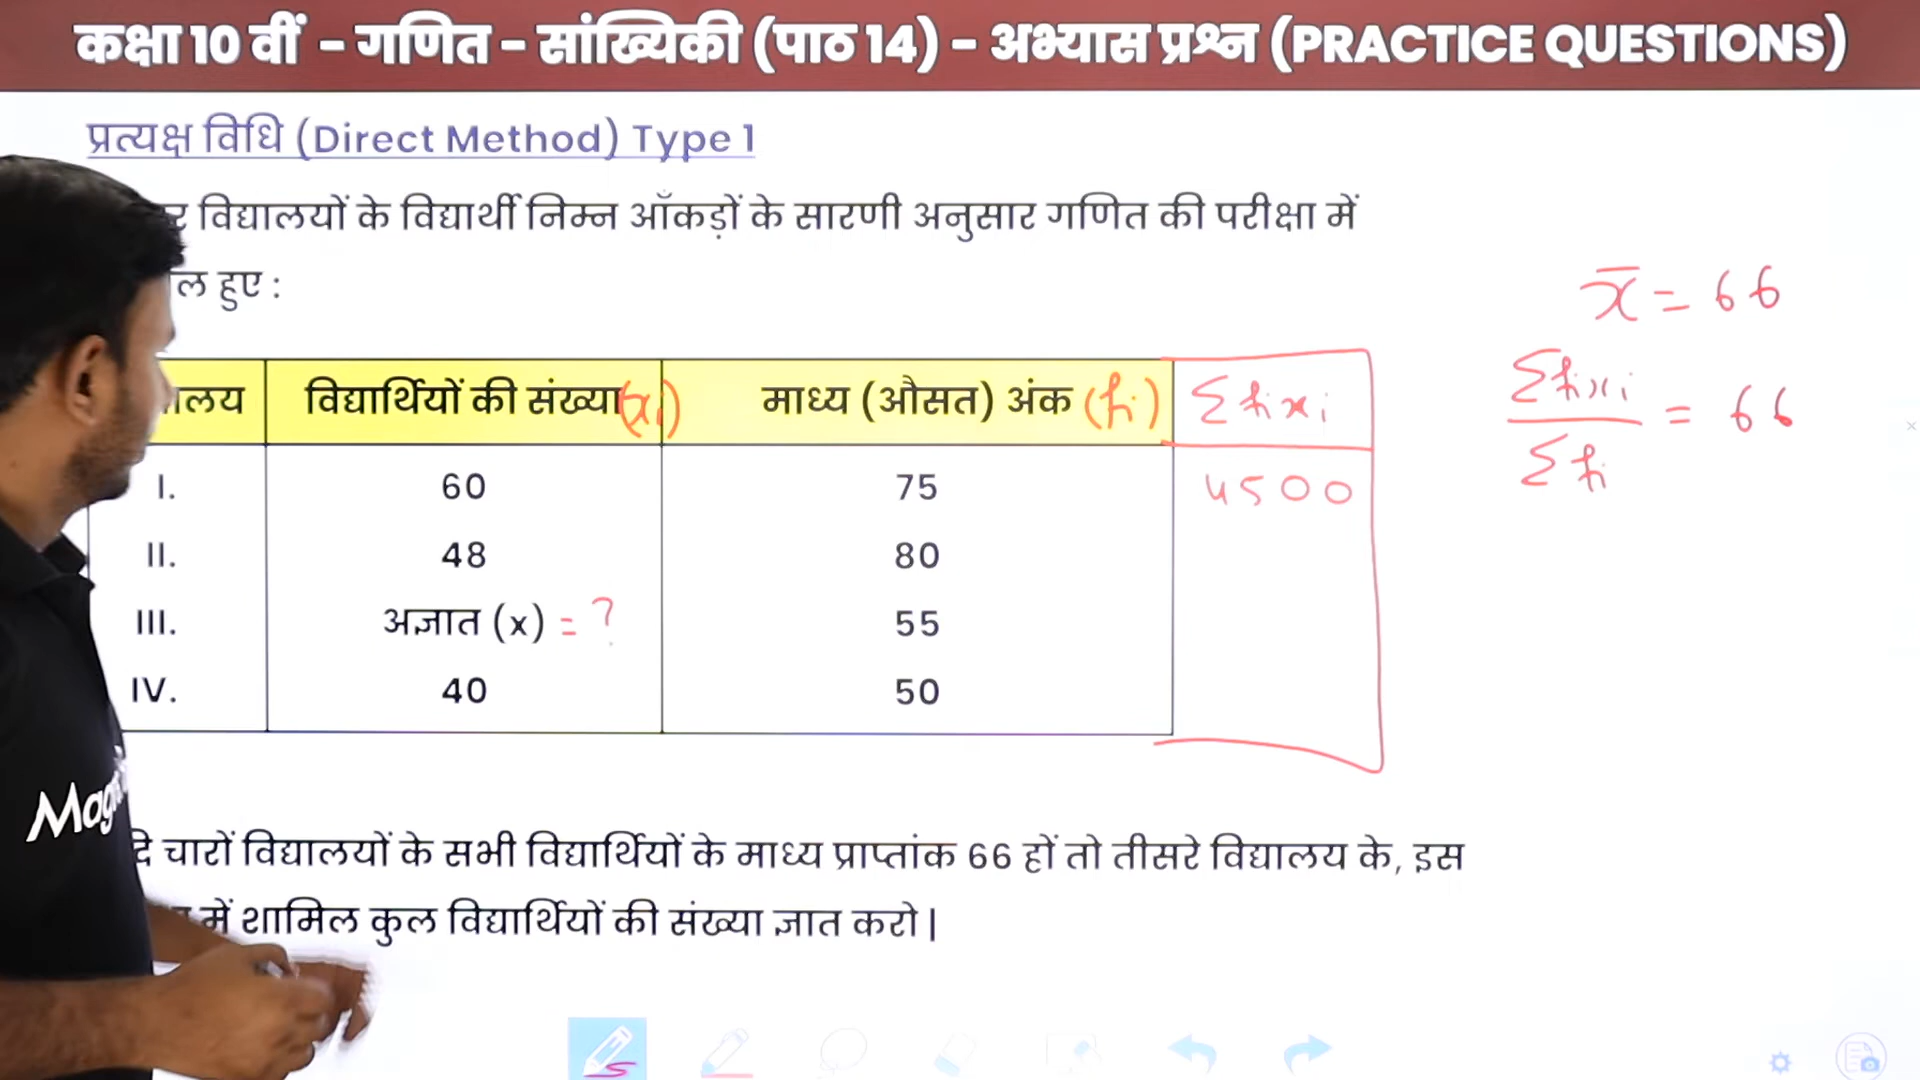 कक्षा 10 वीं - गणित - सांख्यिकी (पाठ 14) - अभ्यास प्रश्न (PRACTICE QUESTIONS)
प्रत्यक्ष विधि (Direct Method) Type 1
विद्यालयों के विद्यार्थी निम्न आँकड़ों के सारणी अनुसार गणित की परीक्षा में
हुए :
x̄ = 66
विद्यार्थियों की संख्या (xi) माध्य (औसत) अंक (fi) Σfixi
Σfixi / Σfi = 66
I. 60 75 4500
II. 48 80
III. अज्ञात (x) = ? 55
IV. 40 50
चारों विद्यालयों के सभी विद्यार्थियों के माध्य प्राप्तांक 66 हों तो तीसरे विद्यालय के, इस
में शामिल कुल विद्यार्थियों की संख्या ज्ञात करो |